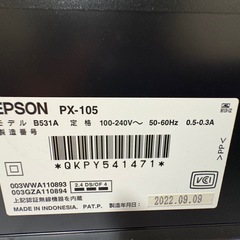 EPSON PX-105
モデル B531A 定 格 100-240V～ 50-60Hz 0.5-0.3A
製造番号
*QKPY541471*
003WWA110893
003GZA110894
2.4 DS/OF 4
上記認証無線機器を内蔵
MADE IN INDONESIA. PAT.P. 製造年月日: 2022.09.09
VCI
>PP<